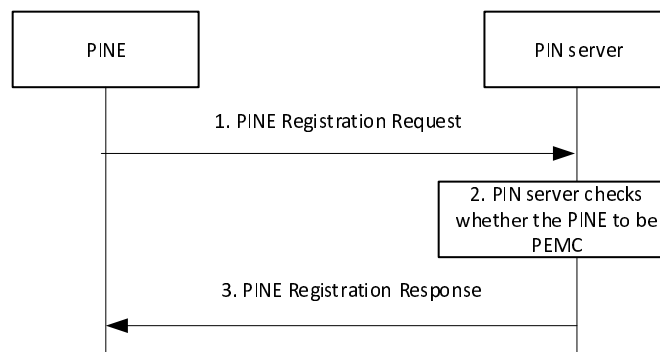 PINE
PIN server
1. PINE Registration Request
2. PIN server checks
whether the PINE to be
PEMC
3. PINE Registration Response